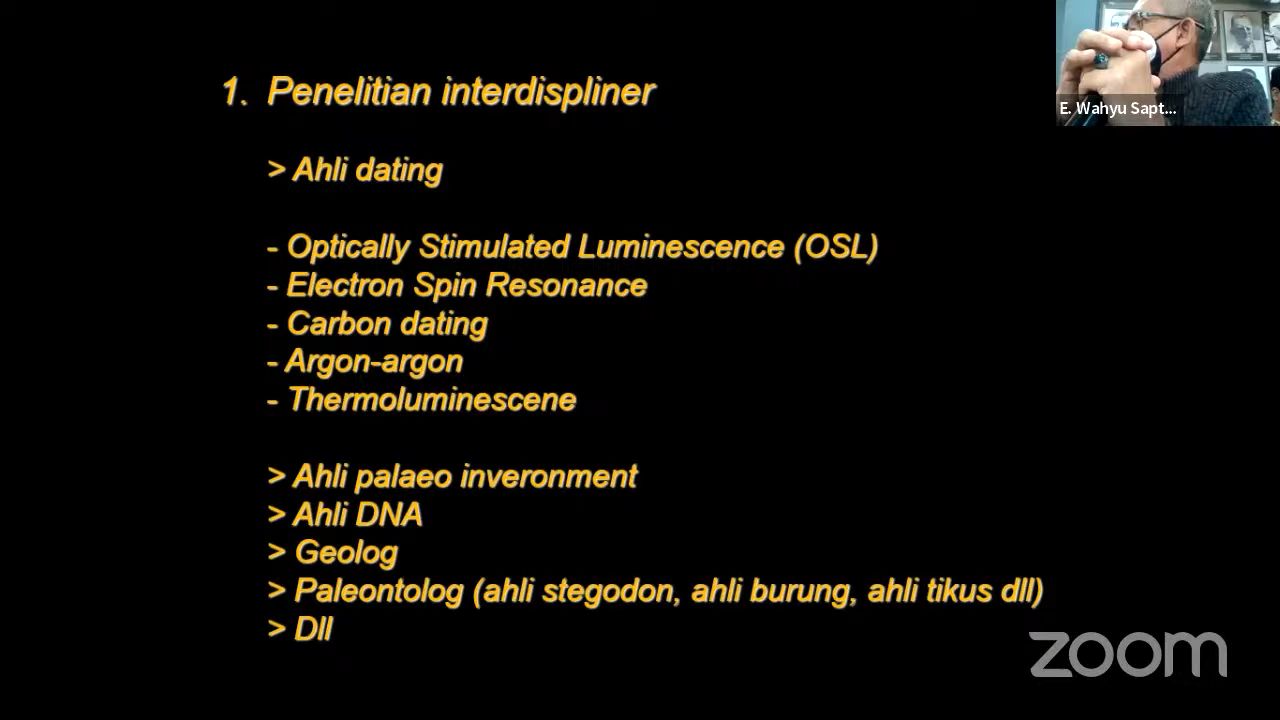 1. Penelitian interdispliner
> Ahli dating
- Optically Stimulated Luminescence (OSL)
- Electron Spin Resonance
- Carbon dating
- Argon-argon
- Thermoluminescene
> Ahli palaeo inveronment
> Ahli DNA
> Geolog
> Paleontolog (ahli stegodon, ahli burung, ahli tikus dll)
> Dll
E. Wahyu Sapt...
zoom